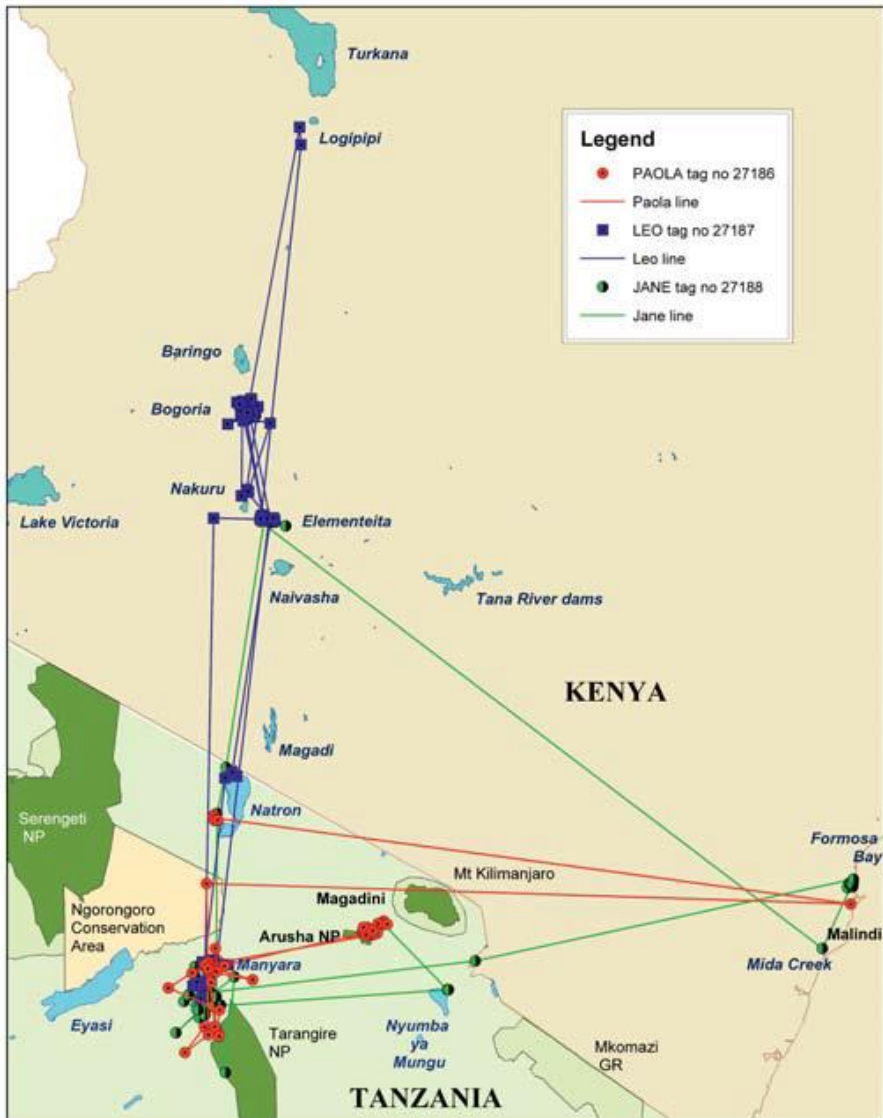 Turkana
Logipipi
Legend
PAOLA tag no 27186
Paola line
LEO tag no 27187
Leo line
JANE tag no 27188
Jane line
Baringo
Bogoria
Nakuru
Lake Victoria
Elementeita
Naivasha
Tana River dams
KENYA
Magadi
Natron
Serengeti
NP
Formosa
Bay
Mt Kilimanjaro
Ngorongoro
Conservation
Area
Magadini
Arusha NP
Malindi
Manyara
Mida Creek
Eyasi
Nyumba
ya
Mungu
Tarangire
NP
Mkomazi
GR
TANZANIA